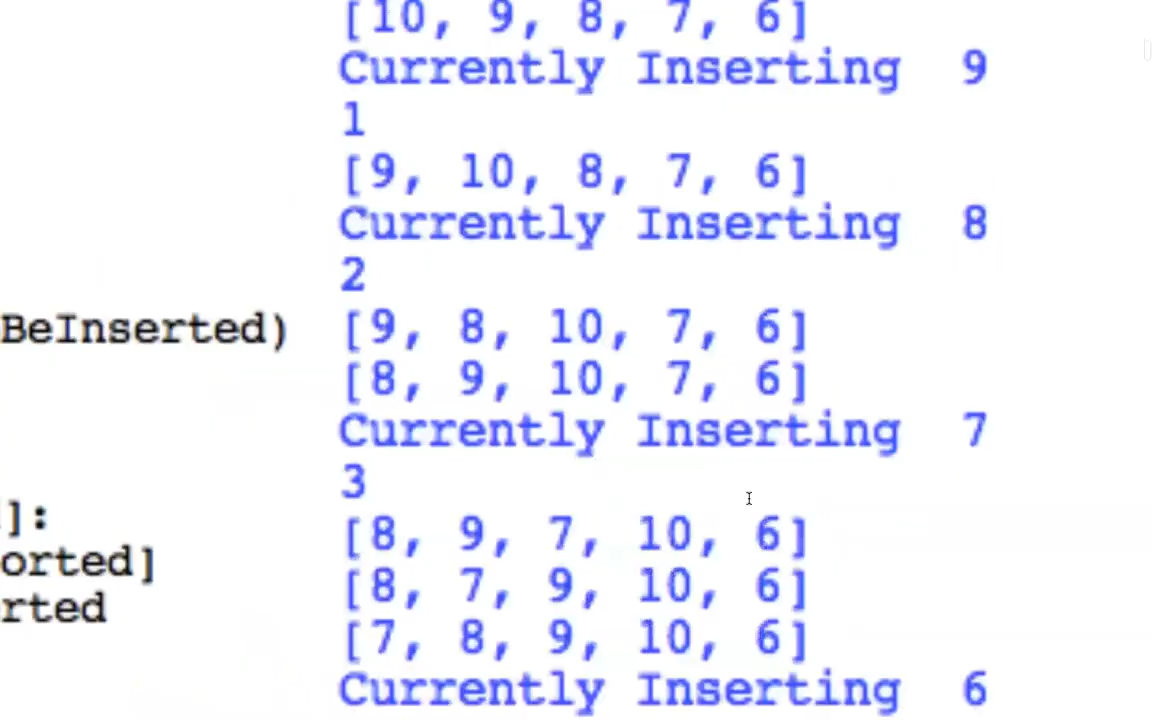 [10, 9, 8, 7, 6]
Currently Inserting  9
1
[9, 10, 8, 7, 6]
Currently Inserting  8
2
BeInserted) [9, 8, 10, 7, 6]
[8, 9, 10, 7, 6]
Currently Inserting  7
3
]:
[8, 9, 7, 10, 6]
orted]
[8, 7, 9, 10, 6]
rted
[7, 8, 9, 10, 6]
Currently Inserting  6